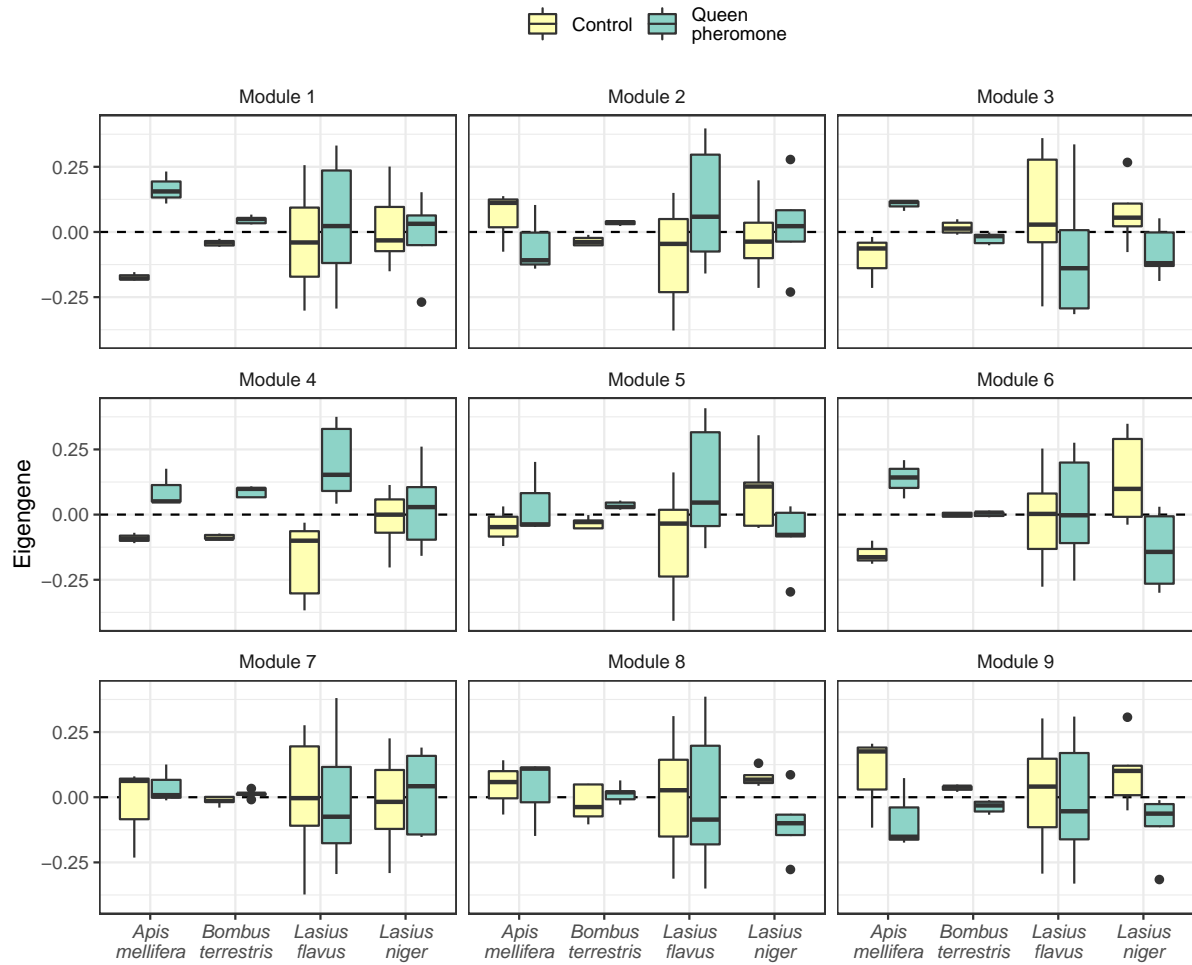 Control
Queen
pheromone
Module 1
Module 2
Module 3
0.25
0.00
−0.25
Module 4
Module 5
Module 6
Eigengene
0.25
0.00
−0.25
Module 7
Module 8
Module 9
0.25
0.00
−0.25
Apis
mellifera
Bombus
terrestris
Lasius
flavus
Lasius
niger
Apis
mellifera
Bombus
terrestris
Lasius
flavus
Lasius
niger
Apis
mellifera
Bombus
terrestris
Lasius
flavus
Lasius
niger